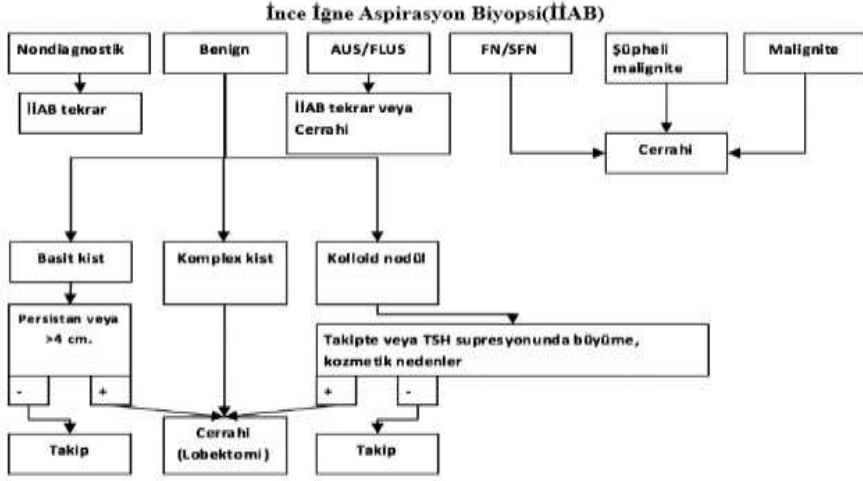 İnce İğne Aspirasyon Biyopsi(İİAB)
Nondiagnostik
Benign
AUS/FLUS
FN/SFN
Şüpheli
malignite
Malignite
İİAB tekrar
İİAB tekrar veya
Cerrahi
Cerrahi
Basit kist
Komplex kist
Kolloid nodül
Persistan veya
>4 cm.
Takipte veya TSH supresyonunda büyüme,
kozmetik nedenler
-
+
+
-
Takip
Cerrahi
(Lobektomi)
Takip